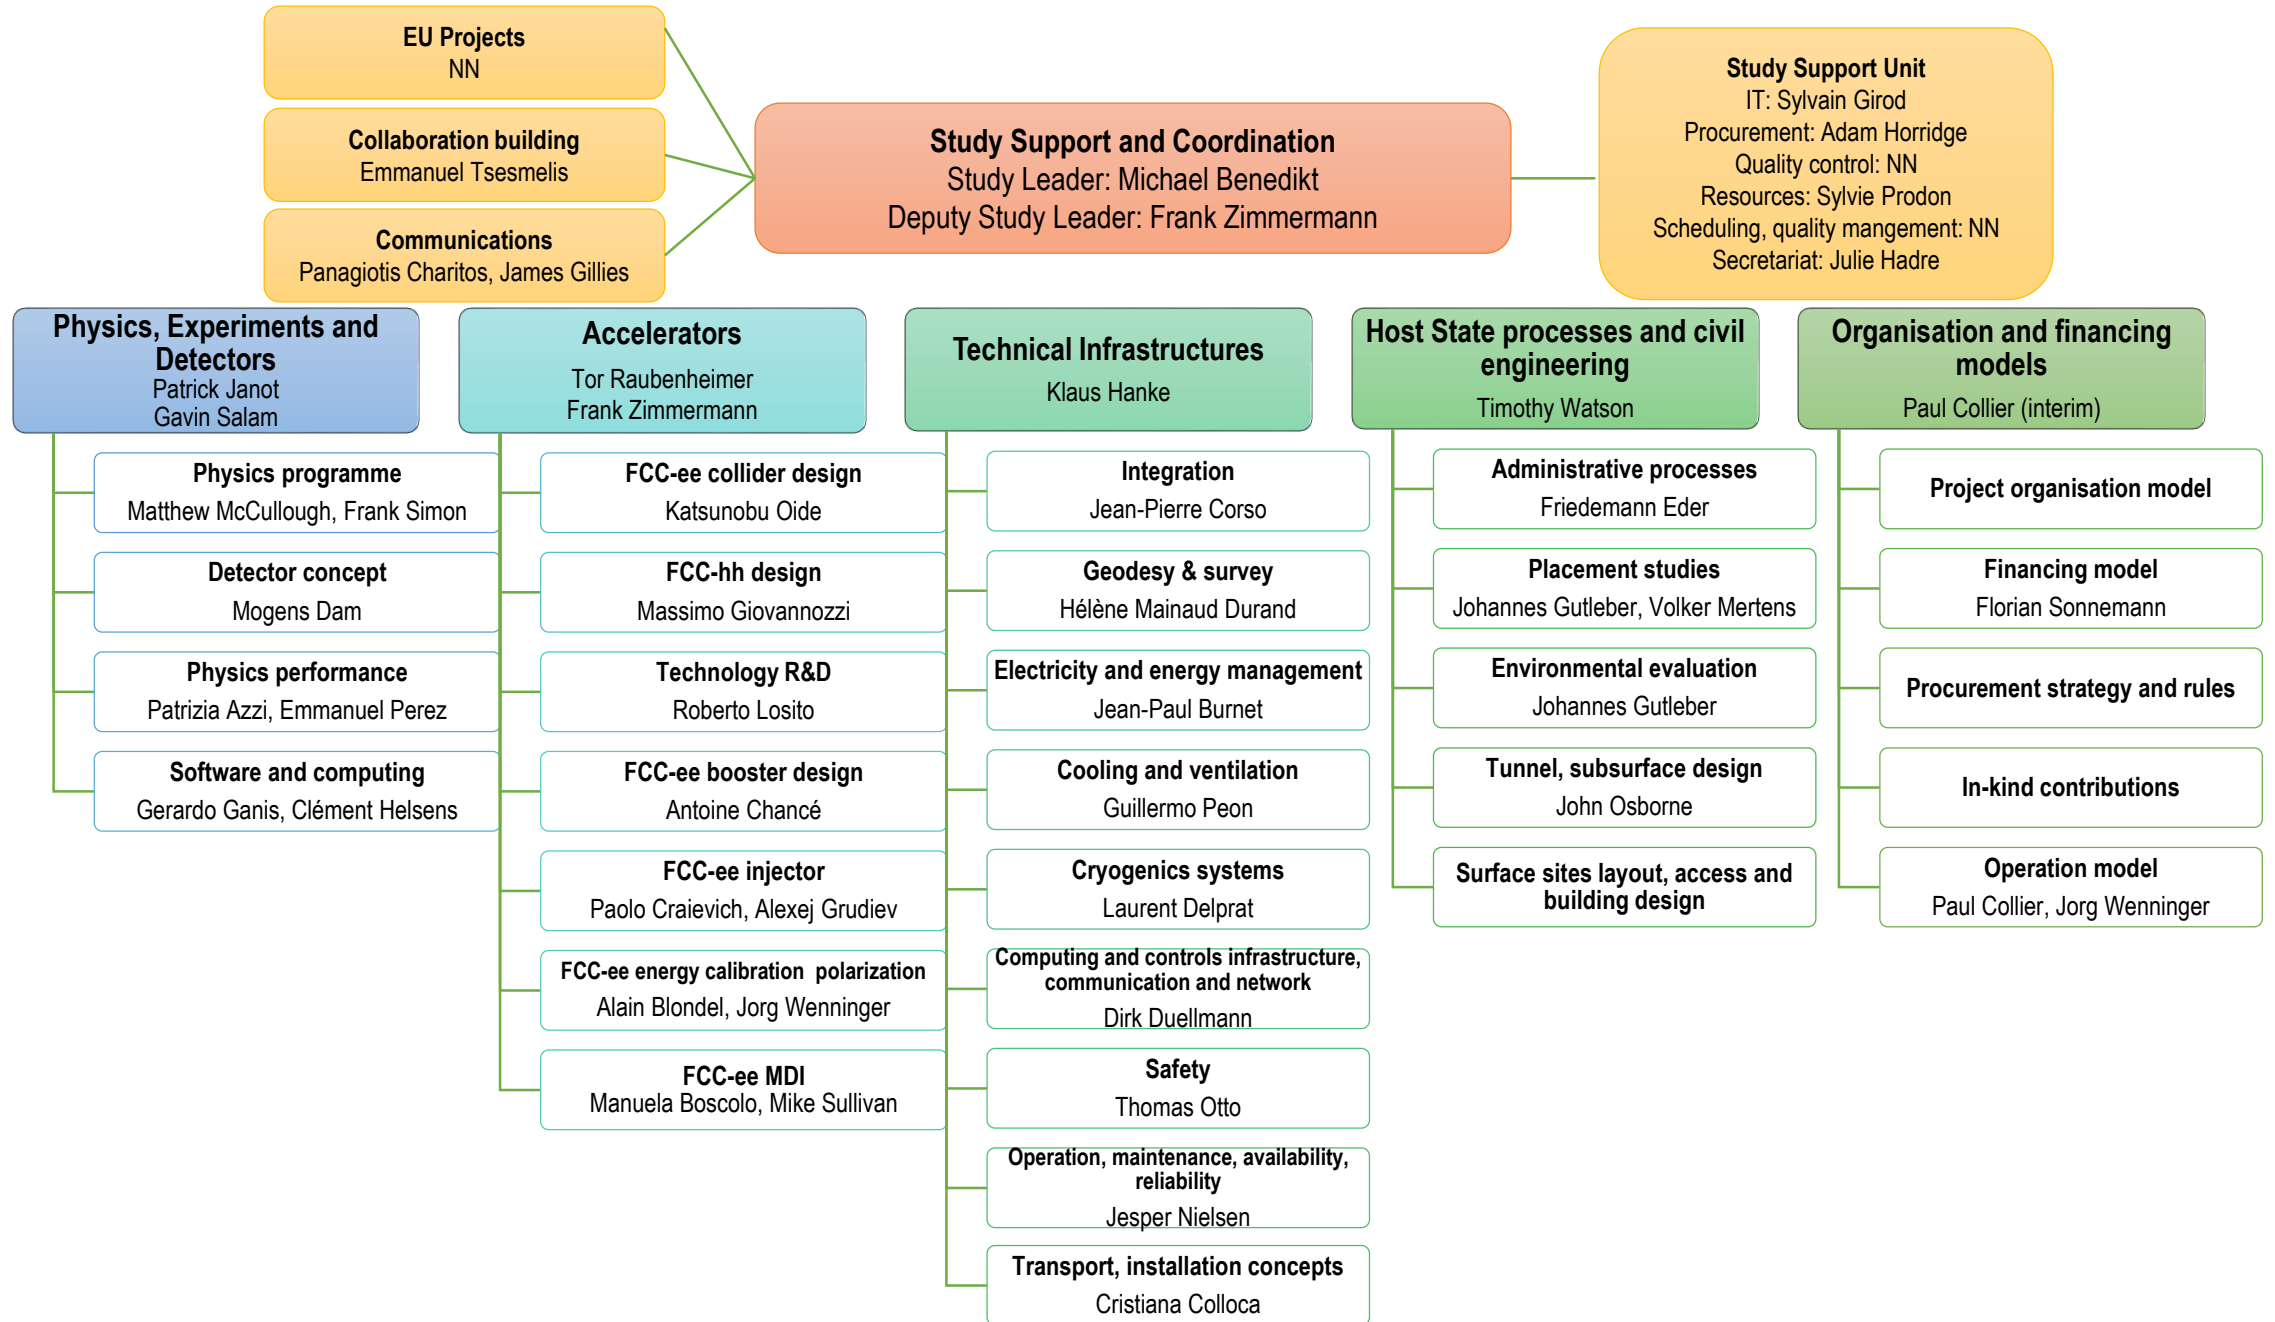 EU Projects
NN
Collaboration building
Emmanuel Tsesmelis
Communications
Panagiotis Charitos, James Gillies
Study Support and Coordination
Study Leader: Michael Benedikt
Deputy Study Leader: Frank Zimmermann
Study Support Unit
IT: Sylvain Girod
Procurement: Adam Horridge
Quality control: NN
Resources: Sylvie Prodon
Scheduling, quality mangement: NN
Secretariat: Julie Hadre
Physics, Experiments and
Detectors
Patrick Janot
Gavin Salam
Physics programme
Matthew McCullough, Frank Simon
Detector concept
Mogens Dam
Physics performance
Patrizia Azzi, Emmanuel Perez
Software and computing
Gerardo Ganis, Clément Helsens
Accelerators
Tor Raubenheimer
Frank Zimmermann
FCC-ee collider design
Katsunobu Oide
FCC-hh design
Massimo Giovannozzi
Technology R&D
Roberto Losito
FCC-ee booster design
Antoine Chancé
FCC-ee injector
Paolo Craievich, Alexej Grudiev
FCC-ee energy calibration polarization
Alain Blondel, Jorg Wenninger
FCC-ee MDI
Manuela Boscolo, Mike Sullivan
Technical Infrastructures
Klaus Hanke
Integration
Jean-Pierre Corso
Geodesy & survey
Hélène Mainaud Durand
Electricity and energy management
Jean-Paul Burnet
Cooling and ventilation
Guillermo Peon
Cryogenics systems
Laurent Delprat
Computing and controls infrastructure,
communication and network
Dirk Duellmann
Safety
Thomas Otto
Operation, maintenance, availability,
reliability
Jesper Nielsen
Transport, installation concepts
Cristiana Colloca
Host State processes and civil
engineering
Timothy Watson
Administrative processes
Friedemann Eder
Placement studies
Johannes Gutleber, Volker Mertens
Environmental evaluation
Johannes Gutleber
Tunnel, subsurface design
John Osborne
Surface sites layout, access and
building design
Organisation and financing
models
Paul Collier (interim)
Project organisation model
Financing model
Florian Sonnemann
Procurement strategy and rules
In-kind contributions
Operation model
Paul Collier, Jorg Wenninger